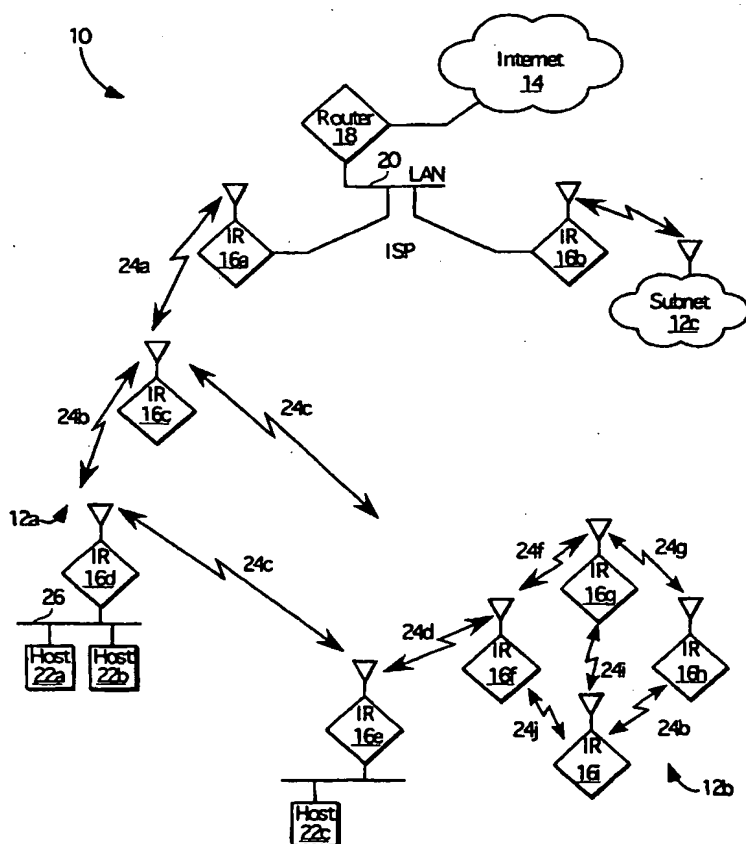 10
Internet
14
Router
18
20
LAN
IR
16a
ISP
IR
16b
24a
Subnet
12c
IR
16c
24b
24c
12a
IR
16d
24c
26
Host
22a
Host
22b
24f
24g
IR
16g
24d
IR
16f
IR
16h
24i
IR
16e
24j
24b
IR
16i
12b
Host
22c